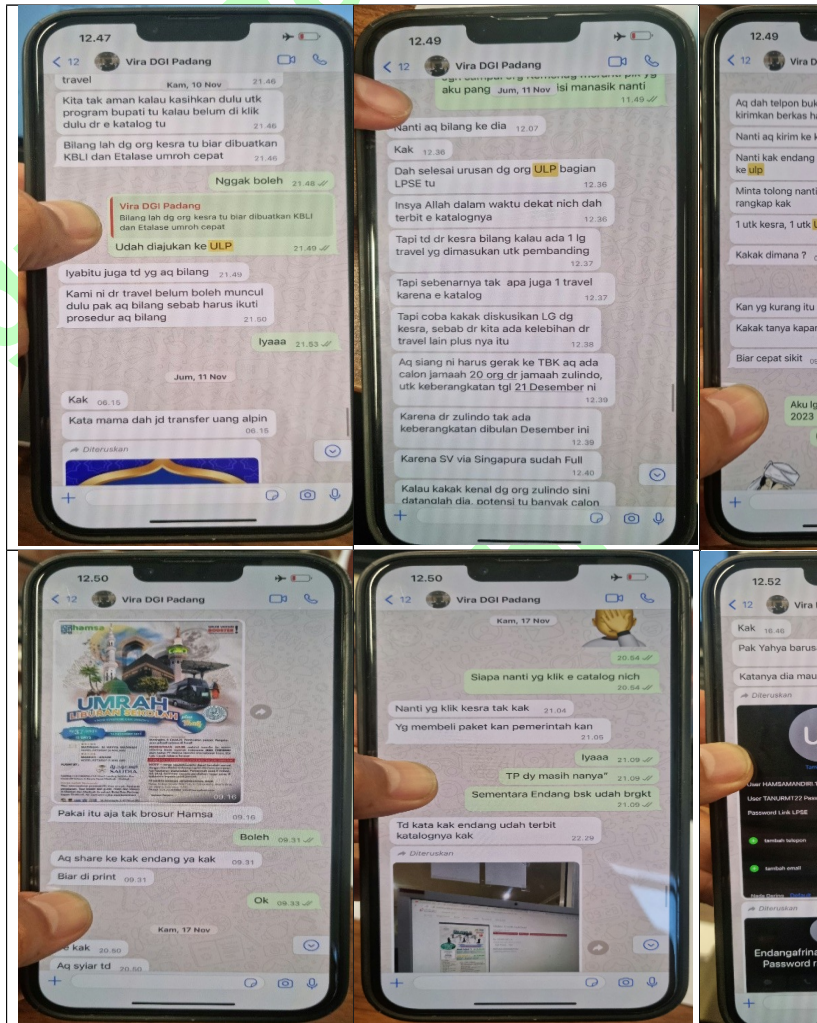 12.47
< 12 Vira DGI Padang
travel
Kam, 10 Nov
21.46
Kita tak aman kalau kasihkan dulu utk
program bupati tu kalau belum di klik
dulu dr e katalog tu 21.46
Bilang lah dg org kesra tu biar dibuatkan
KBLI dan Etalase umroh cepat 21.46
Nggak boleh 21.48
Vira DGI Padang
Bilang lah dg org kesra tu biar dibuatkan
KBLI dan Etalase umroh cepat
Udah diajukan ke ULP 21.49
Iyabitu juga td yg aq bilang 21.49
Kami ni dr travel belum boleh muncul
dulu pak aq bilang sebab harus ikuti
prosedur aq bilang 21.50
Iyaaa 21.53
Jum, 11 Nov
Kak 06.15
Kata mama dah jd transfer uang alpin
06.15
Diteruskan
12.49
< 12 Vira DGI Padang
aku pang
Jum, 11 Nov
isi manasik nanti
11.49
Nanti aq bilang ke dia 12.07
Kak 12.36
Dah selesai urusan dg org ULP bagian
LPSE tu 12.36
Insya Allah dalam waktu dekat nich dah
terbit e katalognya 12.36
Tapi td dr kesra bilang kalau ada 1 lg
travel yg dimasukan utk pembanding
12.37
Tapi sebenarnya tak apa juga 1 travel
karena e katalog 12.37
Tapi coba kakak diskusikan LG dg
kesra, sebab dr kita ada kelebihan dr
travel lain plus nya itu 12.38
Aq siang ni harus gerak ke TBK aq ada
calon jamaah 20 org dr jamaah zulindo,
utk keberangkatan tgl 21 Desember ni
12.39
Karena dr zulindo tak ada
keberangkatan dibulan Desember ini
12.39
Karena SV via Singapura sudah Full
12.40
Kalau kakak kenal dg org zulindo sini
datanglah dia, potensi tu banyak calon
12.49
< 12 Vira D
Aq dah telpon buk
kirimkan berkas ha
Nanti aq kirim ke k
Nanti kak endang
ke ulp
Minta tolong nanti
rangkap kak
1 utk kesra, 1 utk
Kakak dimana ?
Kan yg kurang itu
Kakak tanya kapan
Biar cepat sikit
Aku lg
2023
12.50
< 12 Vira DGI Padang
hamsa
UMRAH
LIBURAN SEKOLAH
09.16
Pakai itu aja tak brosur Hamsa 09.16
Boleh 09.31
Aq share ke kak endang ya kak 09.31
Biar di print 09.31
Ok 09.33
Kam, 17 Nov
e kak 20.50
Aq syiar td 20.50
12.50
< 12 Vira DGI Padang
Kam, 17 Nov
20.54
Siapa nanti yg klik e catalog nich
20.54
Nanti yg klik kesra tak kak 21.04
Yg membeli paket kan pemerintah kan
21.05
Iyaaa 21.09
TP dy masih nanya" 21.09
Sementara Endang bsk udah brgkt
21.09
Td kata kak endang udah terbit
katalognya kak 22.29
Diteruskan
12.52
< 12 Vira
Kak 16.46
Pak Yahya barus
Katanya dia mau
Diteruskan
User HAMSAMANDIRI
User TANURMT22
Password Link LPSE
tambah telepon
tambah email
Diteruskan
Endangafrina
Password